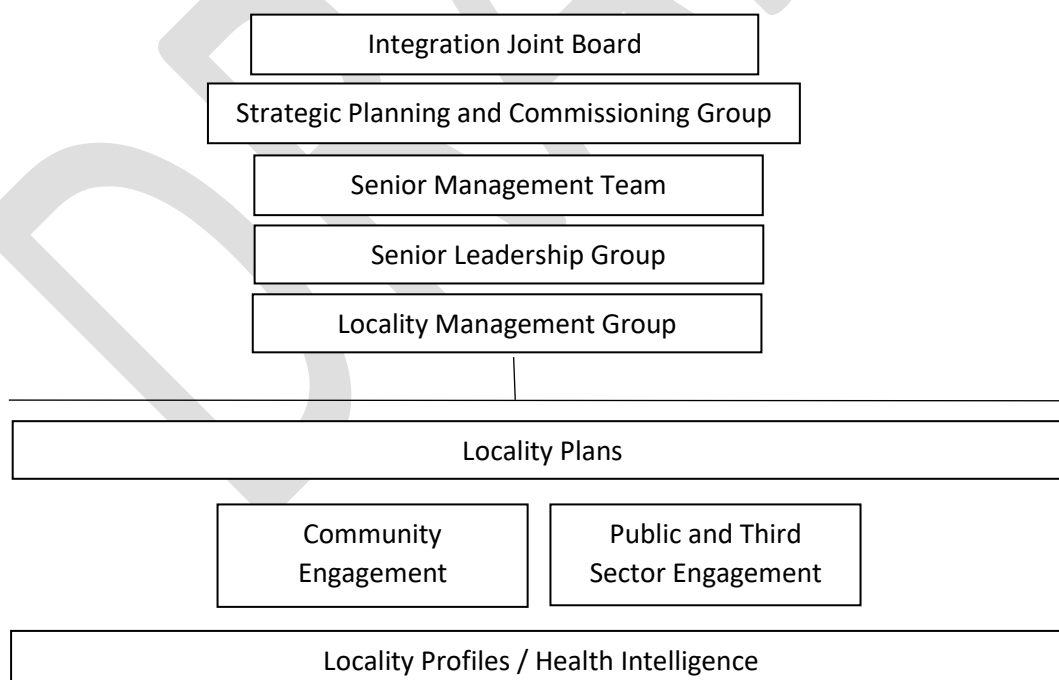 Integration Joint Board
Strategic Planning and Commissioning Group
Senior Management Team
Senior Leadership Group
Locality Management Group
Locality Plans
Community
Engagement
Public and Third
Sector Engagement
Locality Profiles / Health Intelligence